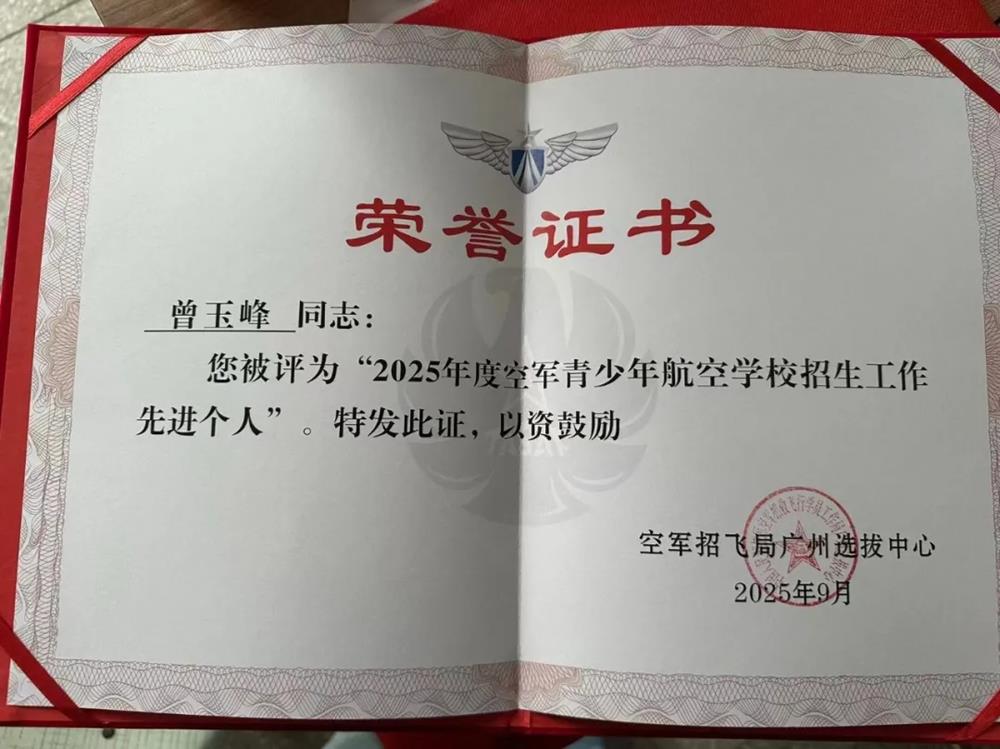 荣誉证书
曾玉峰 同志：
您被评为“2025年度空军青少年航空学校招生工作
先进个人”。特发此证，以资鼓励
空军招飞局广州选拔中心
2025年9月